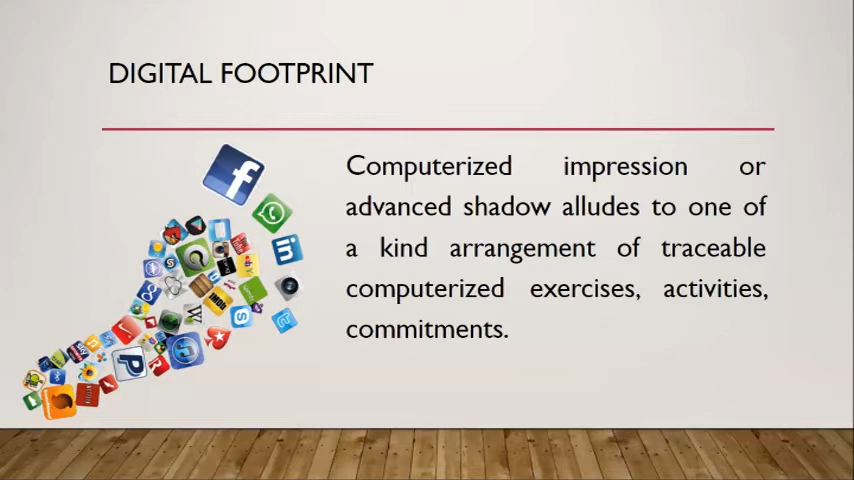 DIGITAL FOOTPRINT
Computerized impression or
advanced shadow alludes to one of
a kind arrangement of traceable
computerized exercises, activities,
commitments.